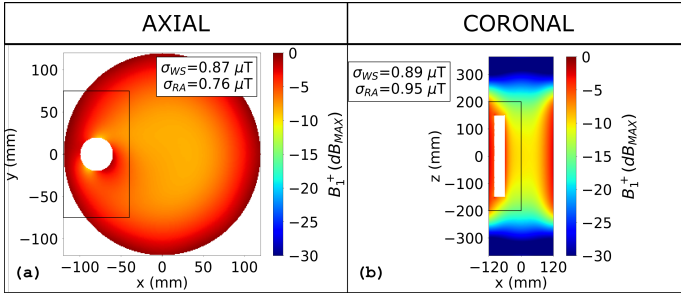 AXIAL
CORONAL
σWS=0.87 μT
σRA=0.76 μT
100
50
0
−50
−100
y (mm)
−100 −50 0 50 100
x (mm)
0
−5
−10
−15
−20
−25
−30
B1+ (dBMAX)
(a)
σWS=0.89 μT
σRA=0.95 μT
300
200
100
0
−100
−200
−300
z (mm)
−120 0 120
x (mm)
0
−5
−10
−15
−20
−25
−30
B1+ (dBMAX)
(b)